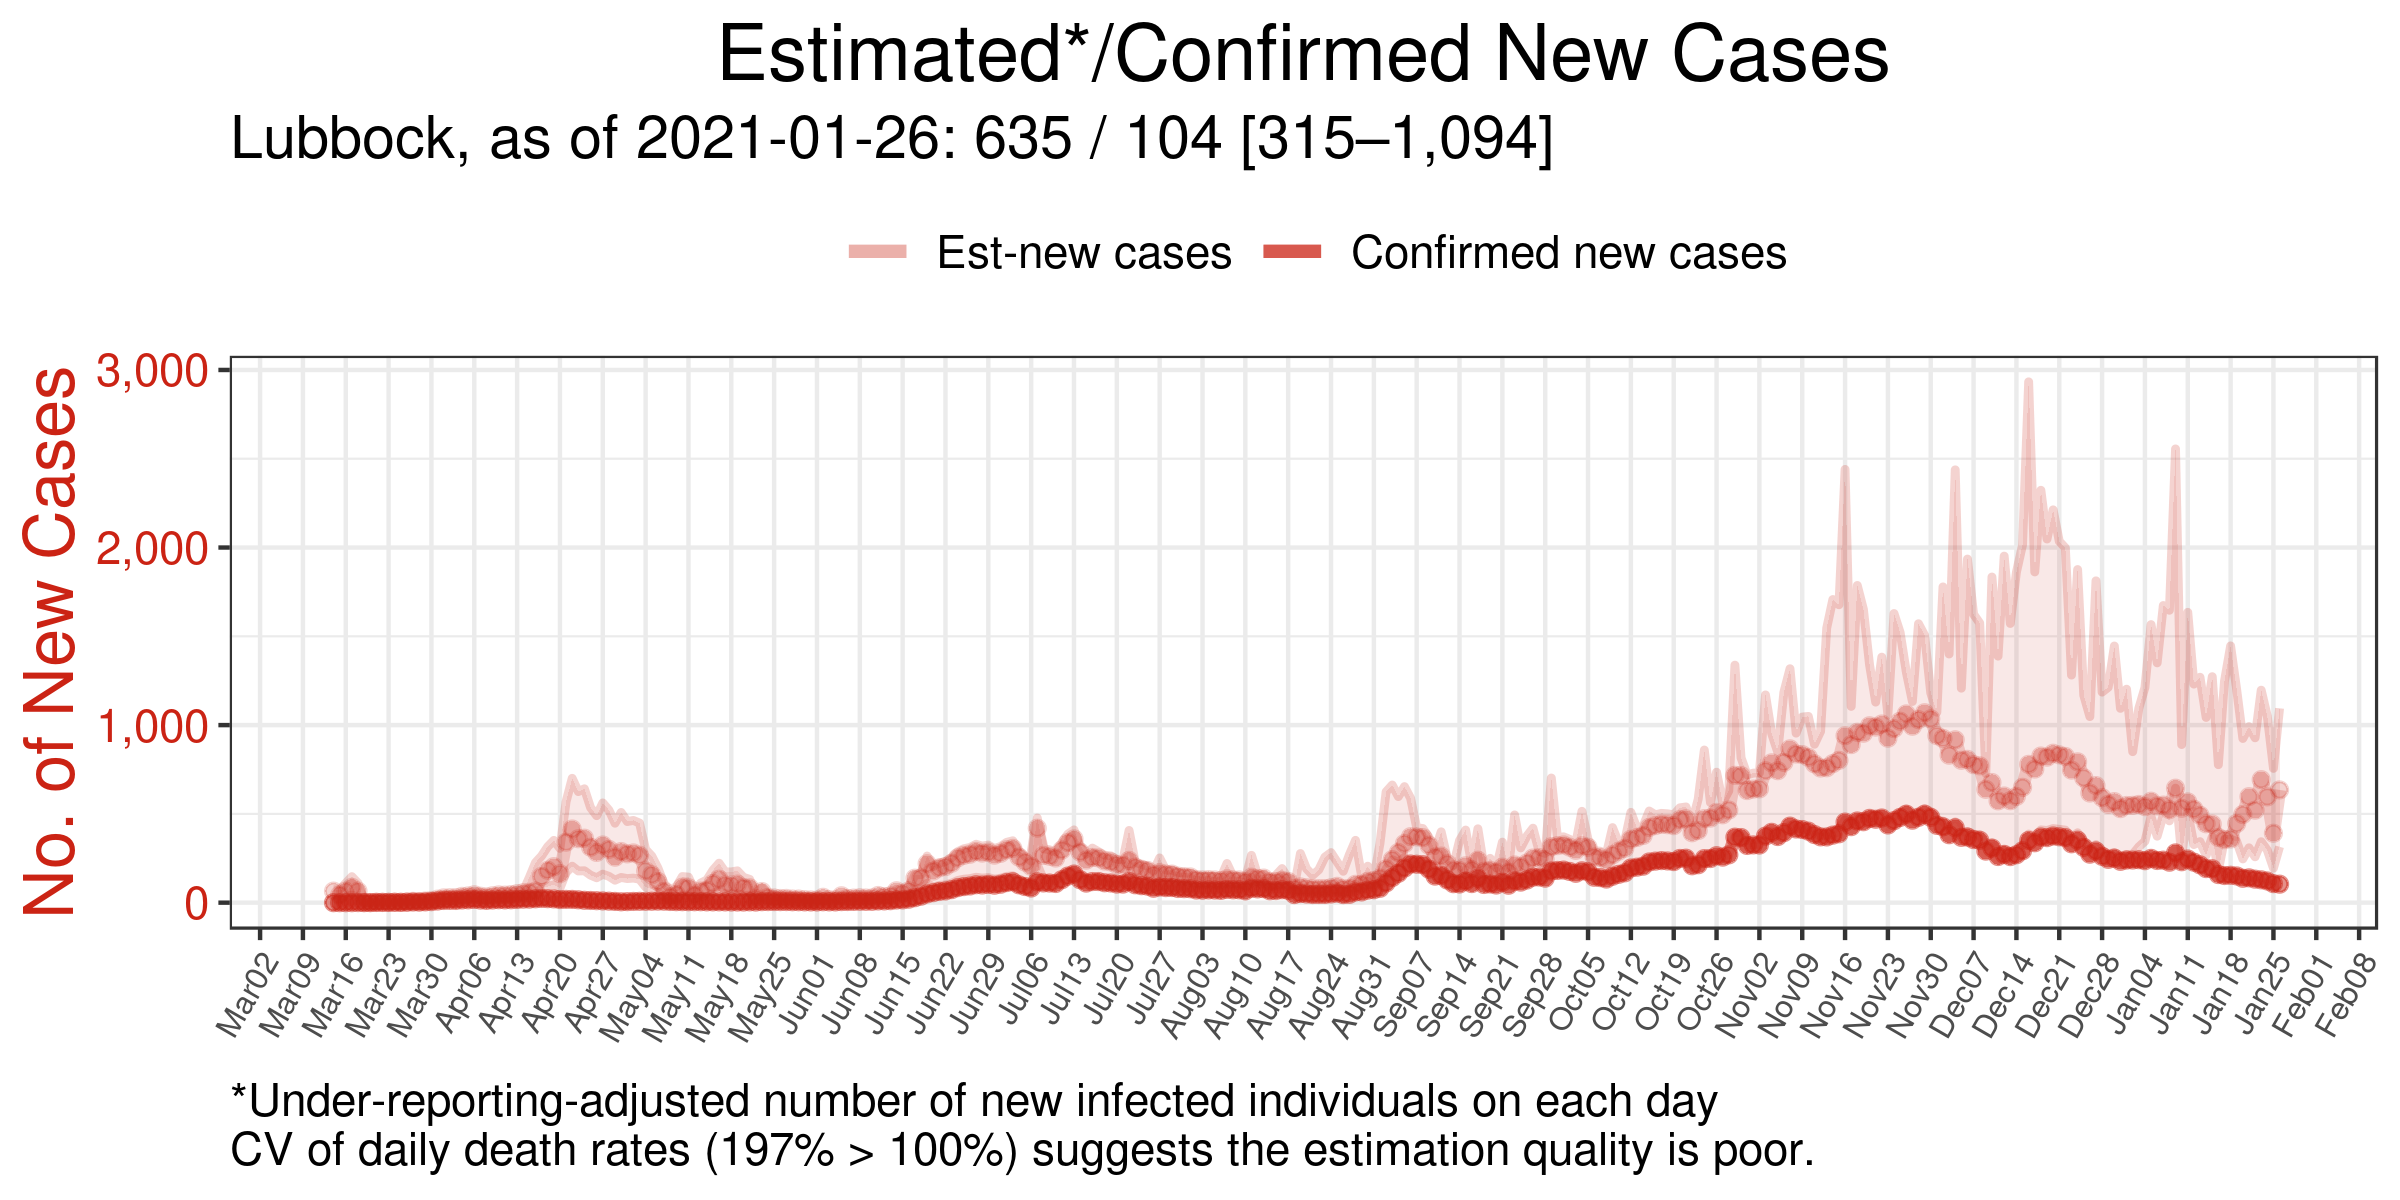 Estimated*/Confirmed New Cases
Lubbock, as of 2021-01-26: 635 / 104 [315–1,094]
Est-new cases Confirmed new cases
No. of New Cases
3,000
2,000
1,000
0
Mar02 Mar09 Mar16 Mar23 Mar30 Apr06 Apr13 Apr20 Apr27 May04 May11 May18 May25 Jun01 Jun08 Jun15 Jun22 Jun29 Jul06 Jul13 Jul20 Jul27 Aug03 Aug10 Aug17 Aug24 Aug31 Sep07 Sep14 Sep21 Sep28 Oct05 Oct12 Oct19 Oct26 Nov02 Nov09 Nov16 Nov23 Nov30 Dec07 Dec14 Dec21 Dec28 Jan04 Jan11 Jan18 Jan25 Feb01 Feb08
*Under-reporting-adjusted number of new infected individuals on each day
CV of daily death rates (197% > 100%) suggests the estimation quality is poor.